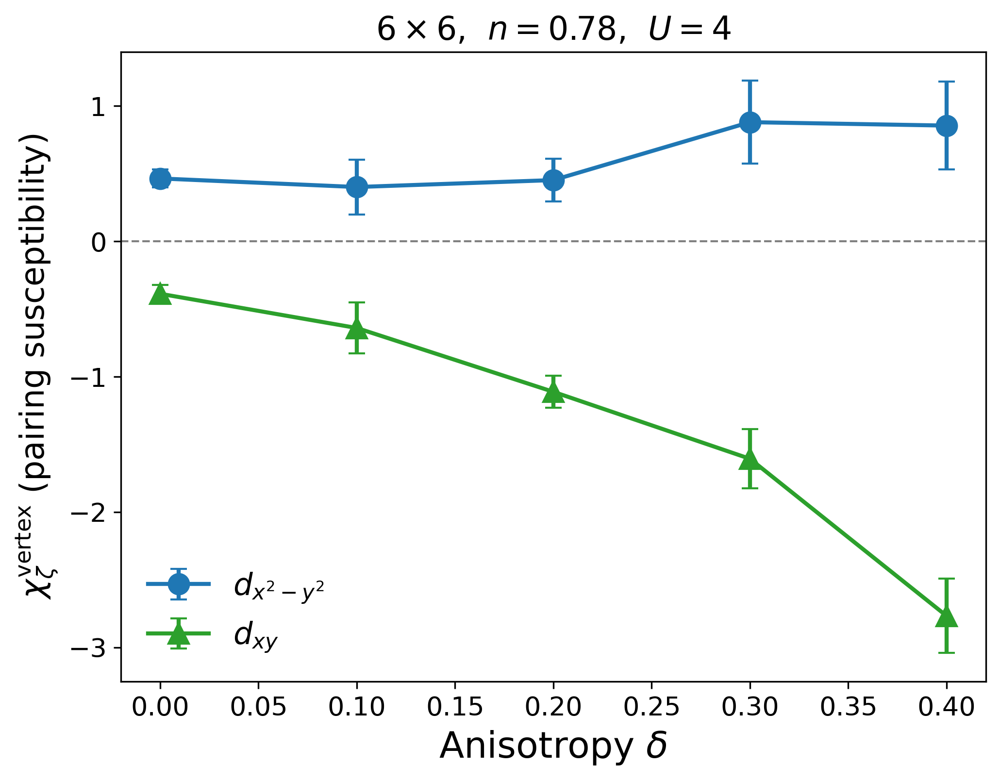 6 × 6,  n = 0.78,  U = 4
χ_ζ^vertex (pairing susceptibility)
1
0
−1
−2
−3
d_{x² − y²}
d_{xy}
0.00 0.05 0.10 0.15 0.20 0.25 0.30 0.35 0.40
Anisotropy δ